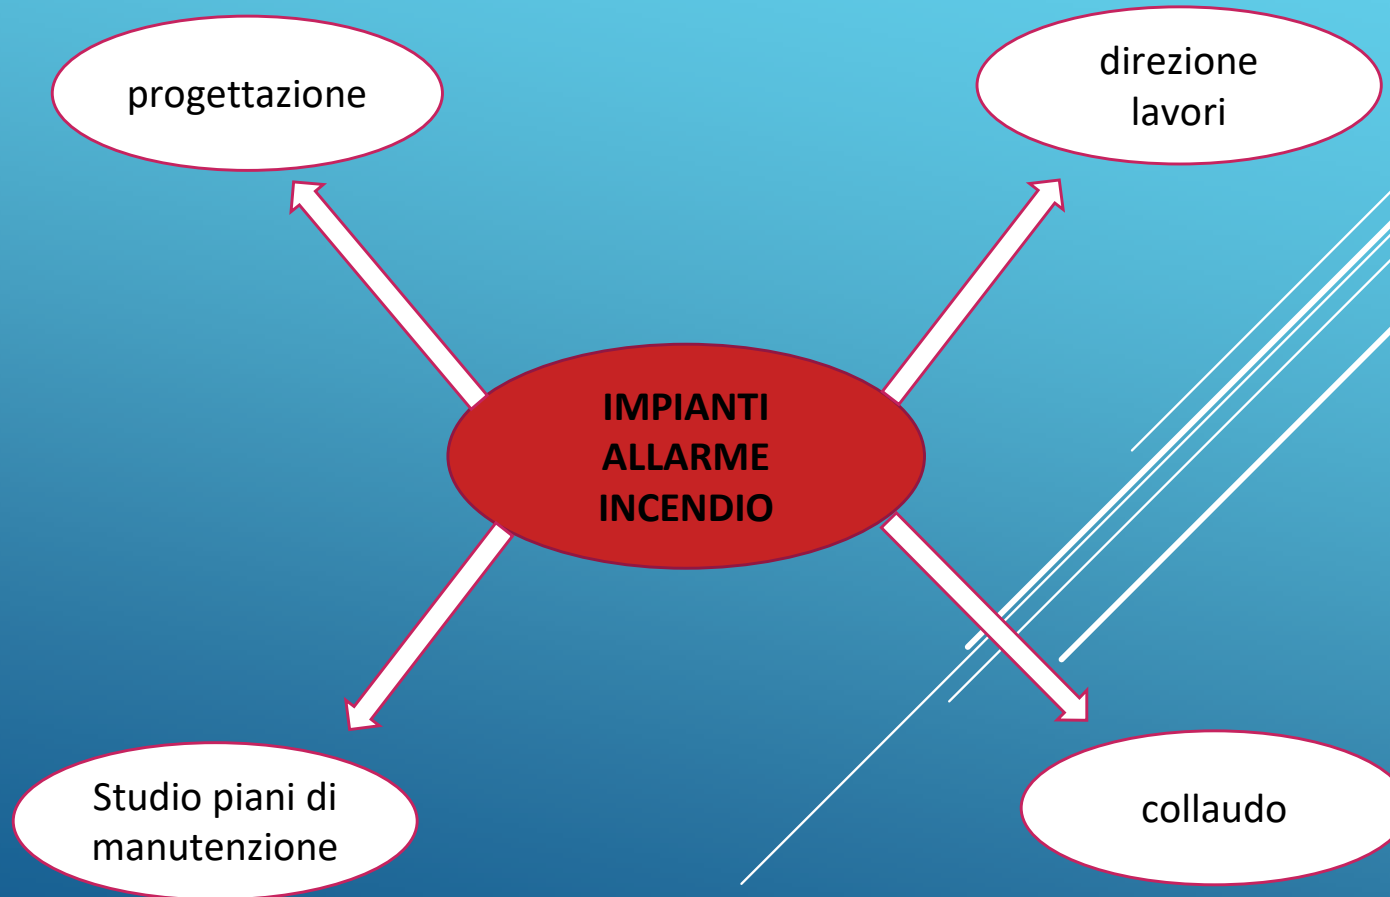 progettazione
direzione
lavori
IMPIANTI
ALLARME
INCENDIO
Studio piani di
manutenzione
collaudo